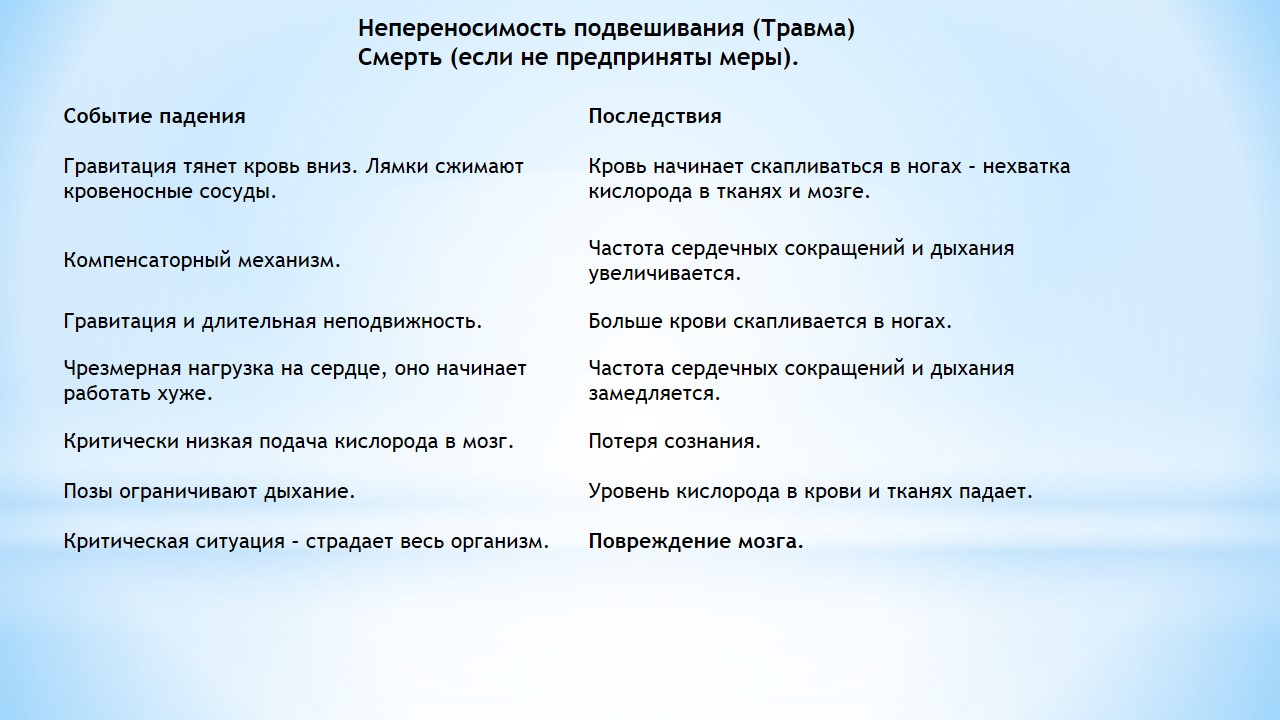 Непереносимость подвешивания (Травма)
Смерть (если не предприняты меры).
Событие падения
Последствия
Гравитация тянет кровь вниз. Лямки сжимают
кровеносные сосуды.
Кровь начинает скапливаться в ногах – нехватка
кислорода в тканях и мозге.
Компенсаторный механизм.
Частота сердечных сокращений и дыхания
увеличивается.
Гравитация и длительная неподвижность.
Больше крови скапливается в ногах.
Чрезмерная нагрузка на сердце, оно начинает
работать хуже.
Частота сердечных сокращений и дыхания
замедляется.
Критически низкая подача кислорода в мозг.
Потеря сознания.
Позы ограничивают дыхание.
Уровень кислорода в крови и тканях падает.
Критическая ситуация – страдает весь организм.
Повреждение мозга.